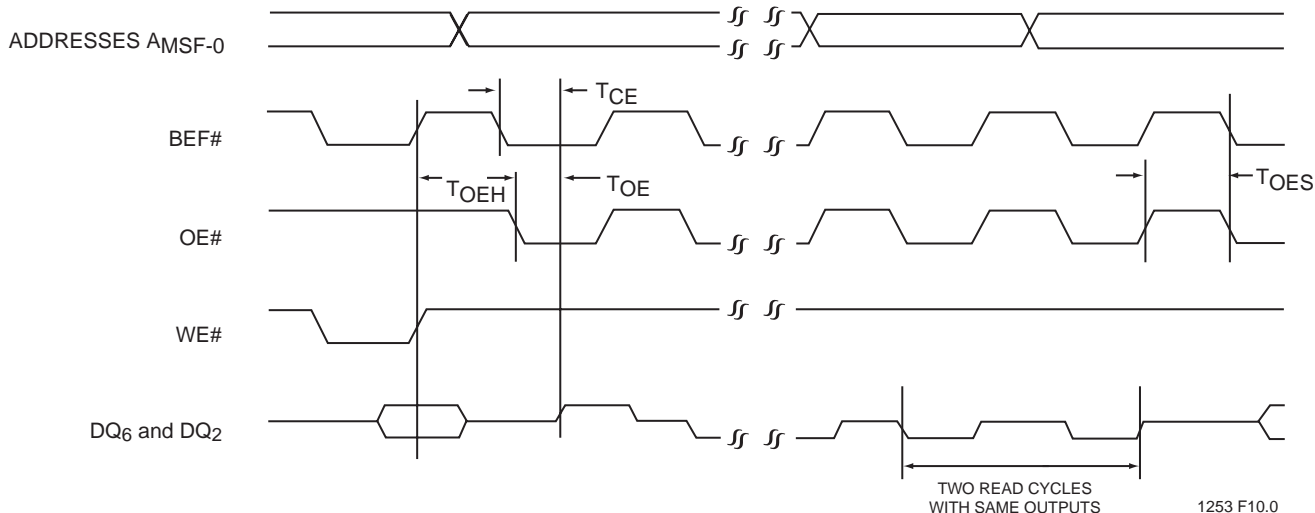 ADDRESSES AMSF-0
TCE
BEF#
TOEH
TOE
TOES
OE#
WE#
DQ6 and DQ2
TWO READ CYCLES
WITH SAME OUTPUTS
1253 F10.0